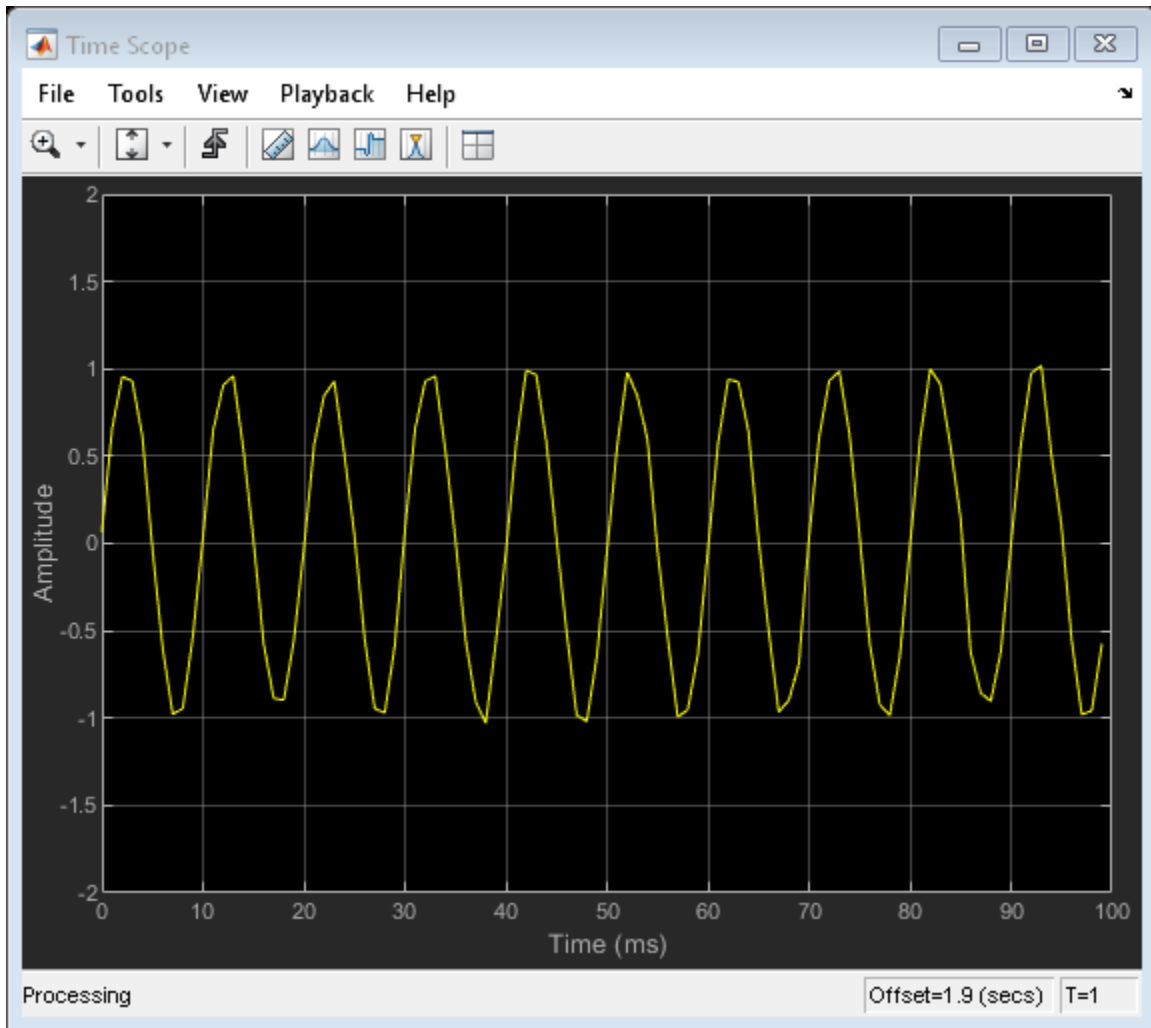 Time Scope
File Tools View Playback Help
2
1.5
1
0.5
0
-0.5
-1
-1.5
-2
Amplitude
0 10 20 30 40 50 60 70 80 90 100
Time (ms)
Processing Offset=1.9 (secs) T=1